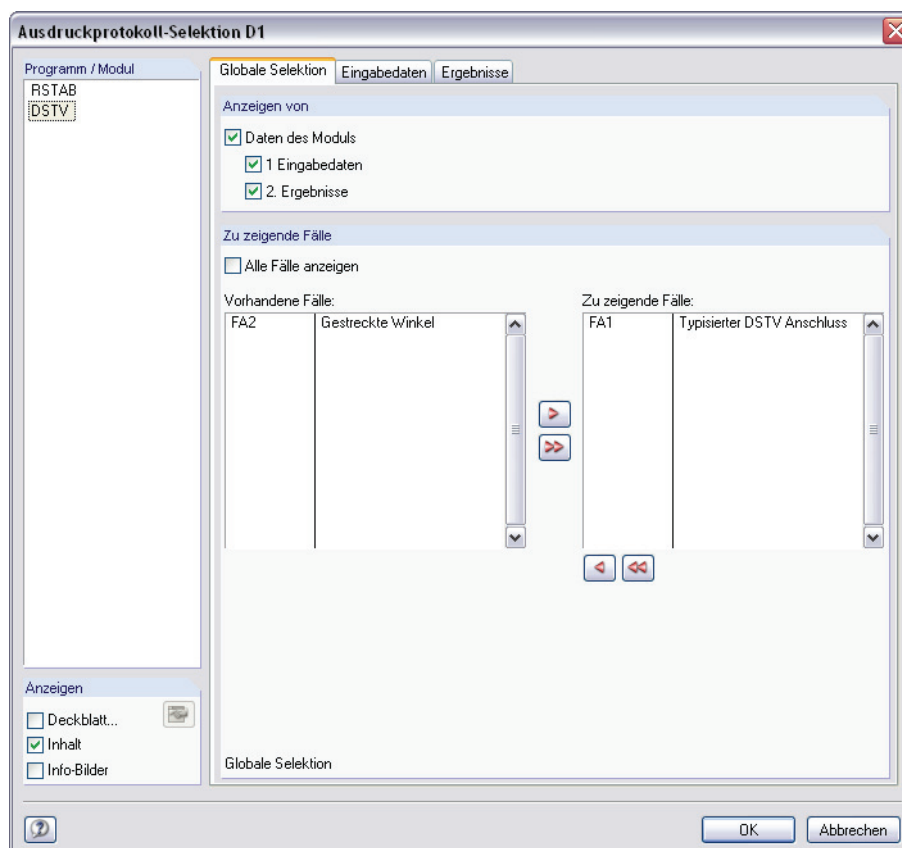 Ausdruckprotokoll-Selektion D1
Programm / Modul
RSTAB
DSTV
Globale Selektion
Eingabedaten
Ergebnisse
Anzeigen von
Daten des Moduls
1 Eingabedaten
2. Ergebnisse
Zu zeigende Fälle
Alle Fälle anzeigen
Vorhandene Fälle:
FA2 Gestreckte Winkel
Zu zeigende Fälle:
FA1 Typisierter DSTV Anschluss
Anzeigen
Deckblatt...
Inhalt
Info-Bilder
Globale Selektion
OK
Abbrechen